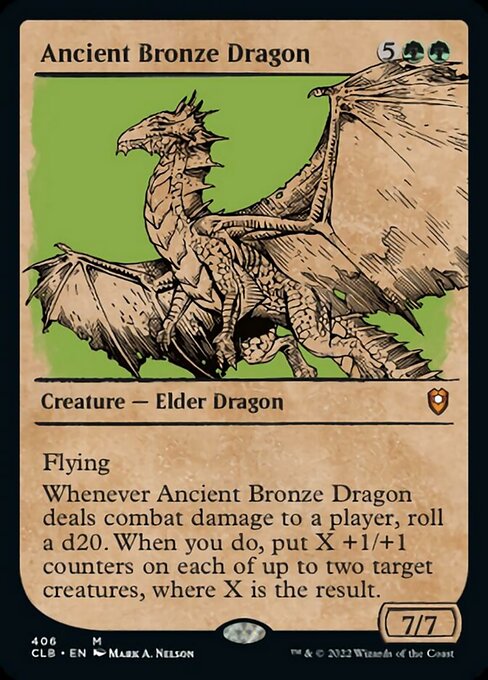 Ancient Bronze Dragon 5
Creature — Elder Dragon
Flying
Whenever Ancient Bronze Dragon
deals combat damage to a player, roll
a d20. When you do, put X +1/+1
counters on each of up to two target
creatures, where X is the result.
7/7
406 M
CLB • EN Mark A. Nelson
™ & © 2022 Wizards of the Coast